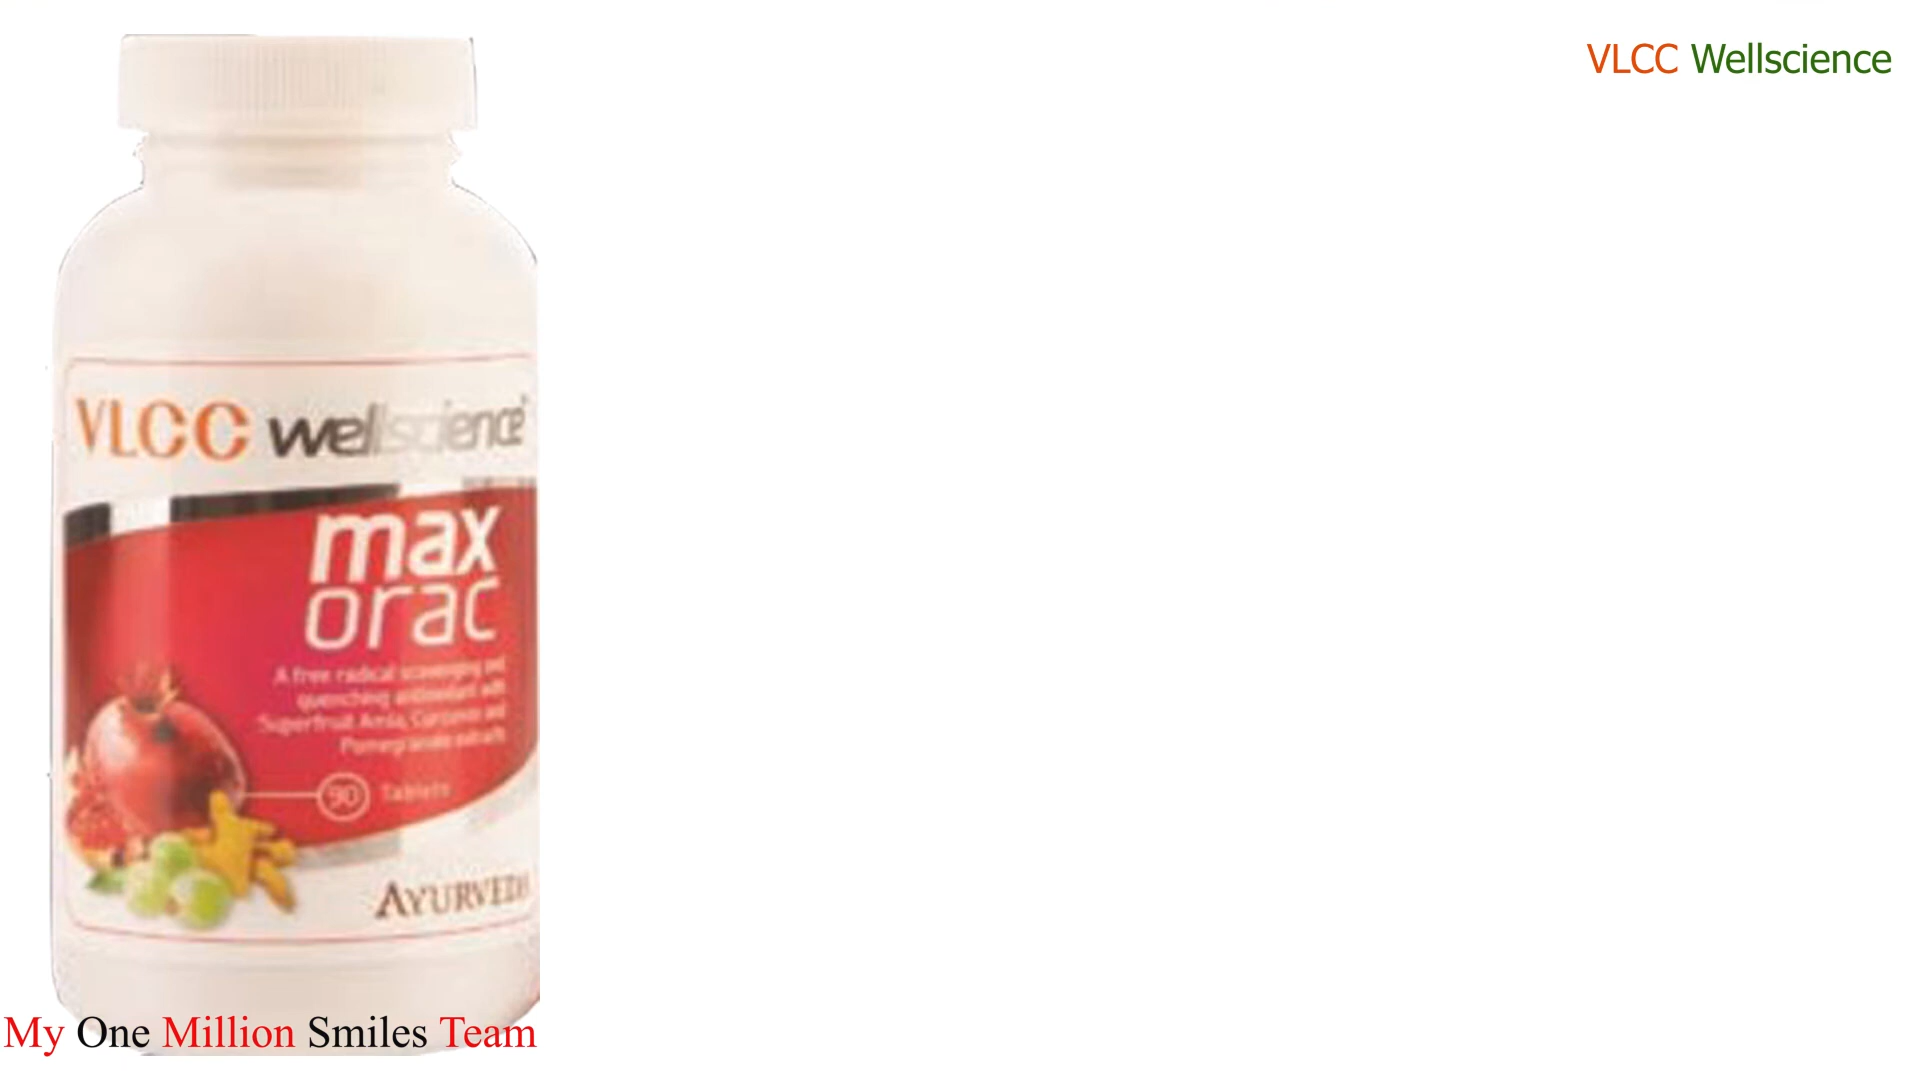 VLCC Wellscience
VLCC wellscience
max
orac
A free radical scavenging and
quenching antioxidant with
Superfruit Amla, Curcumin and
Pomegranate extracts
90 Tablets
AYURVEDA
My One Million Smiles Team